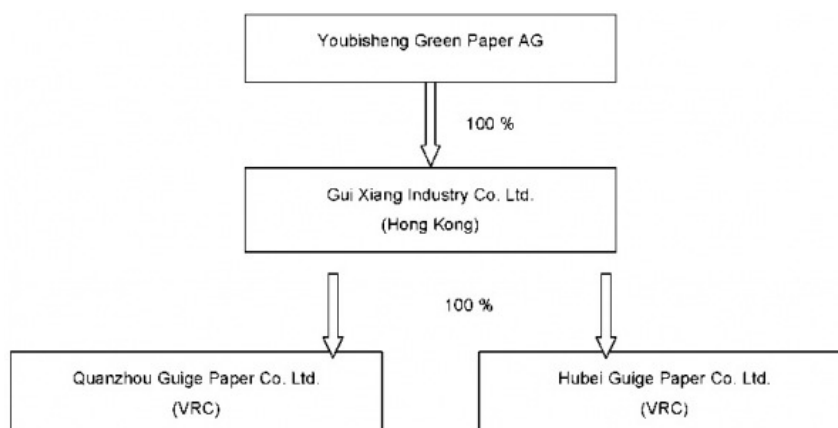 Youbisheng Green Paper AG
100 %
Gui Xiang Industry Co. Ltd.
(Hong Kong)
100 %
Quanzhou Guige Paper Co. Ltd.
(VRC)
Hubei Guige Paper Co. Ltd.
(VRC)